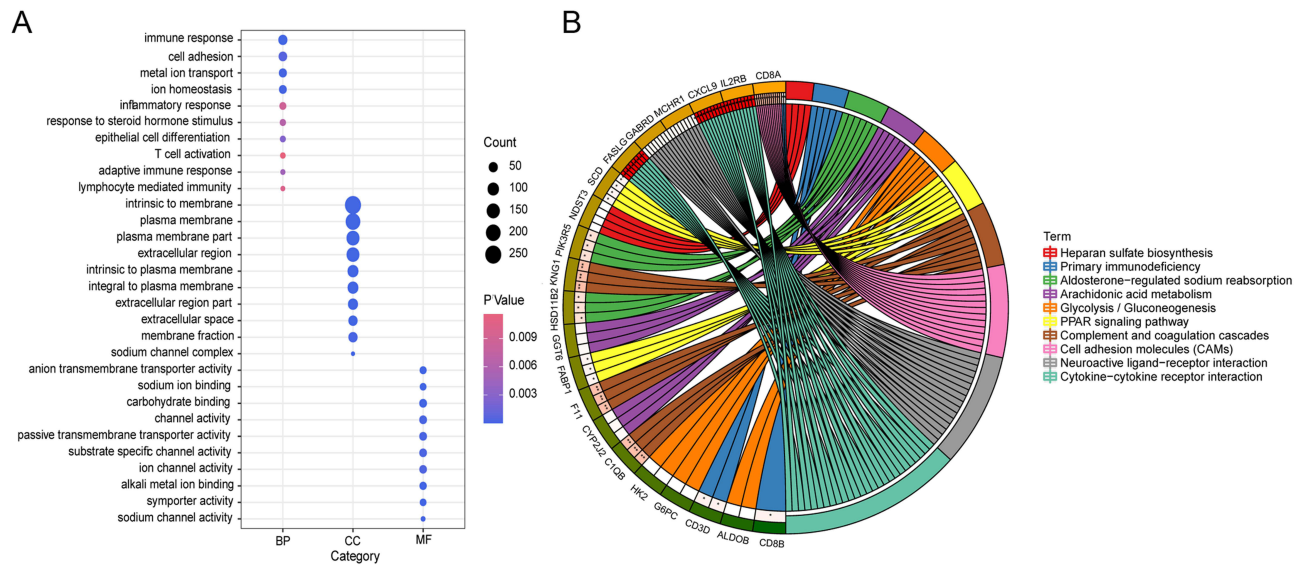 A
immune response
cell adhesion
metal ion transport
ion homeostasis
inflammatory response
response to steroid hormone stimulus
epithelial cell differentiation
T cell activation
adaptive immune response
lymphocyte mediated immunity
intrinsic to membrane
plasma membrane
plasma membrane part
extracellular region
intrinsic to plasma membrane
integral to plasma membrane
extracellular region part
extracellular space
membrane fraction
sodium channel complex
anion transmembrane transporter activity
sodium ion binding
carbohydrate binding
channel activity
passive transmembrane transporter activity
substrate specific channel activity
ion channel activity
alkali metal ion binding
symporter activity
sodium channel activity
BP CC MF
Category
Count
50
100
150
200
250
P Value
0.009
0.006
0.003
B
CD8A
IL2RB
CXCL9
MCHR1
GABRD
FASLG
SCD
NDST3
PIK3R5
KNG1
HSD11B2
GGT6
FABP1
F11
CYP2J2
C1QB
HK2
G6PC
CD3D
ALDOB
CD8B
Term
Heparan sulfate biosynthesis
Primary immunodeficiency
Aldosterone−regulated sodium reabsorption
Arachidonic acid metabolism
Glycolysis / Gluconeogenesis
PPAR signaling pathway
Complement and coagulation cascades
Cell adhesion molecules (CAMs)
Neuroactive ligand−receptor interaction
Cytokine−cytokine receptor interaction